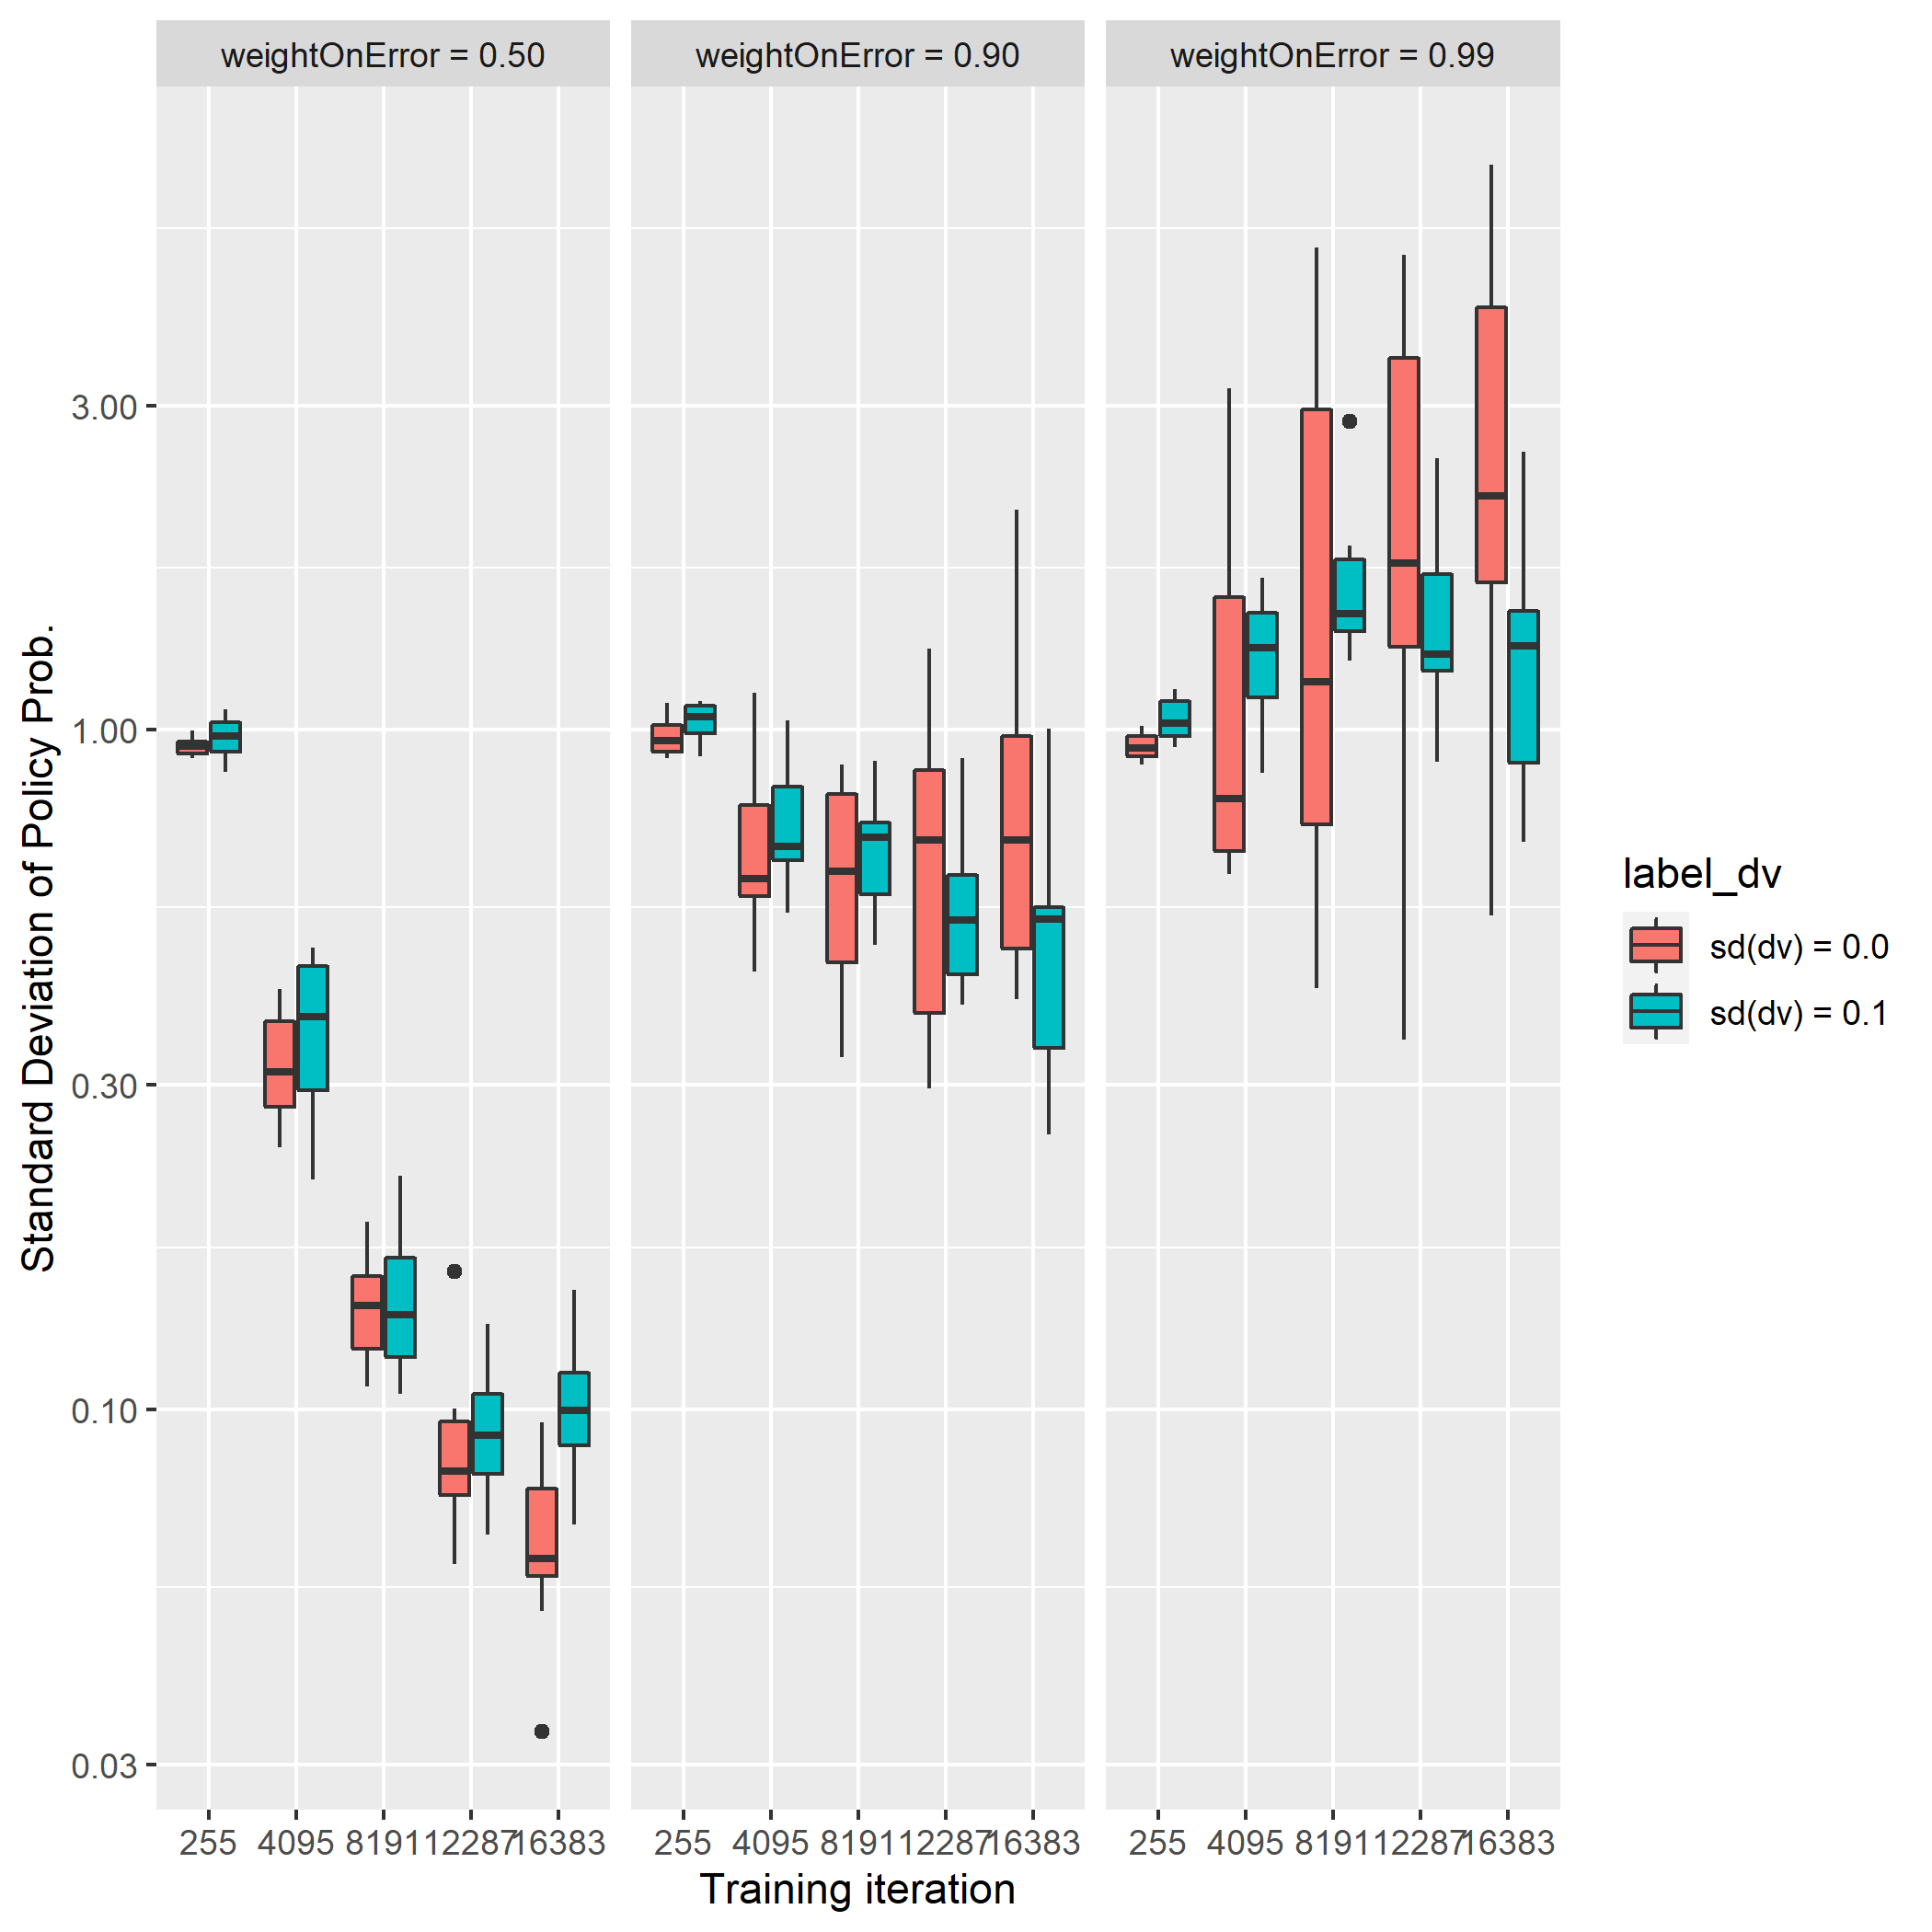 weightOnError = 0.50
weightOnError = 0.90
weightOnError = 0.99
Standard Deviation of Policy Prob.
3.00
1.00
0.30
0.10
0.03
255 4095 8191 12287 16383
255 4095 8191 12287 16383
255 4095 8191 12287 16383
Training iteration
label_dv
sd(dv) = 0.0
sd(dv) = 0.1